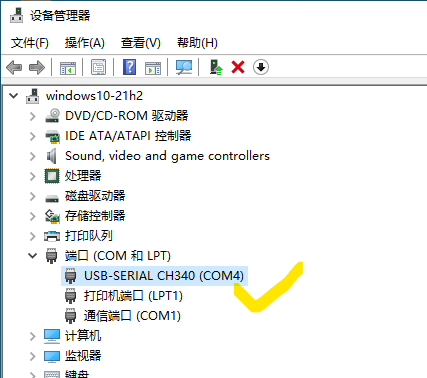 设备管理器
文件(F) 操作(A) 查看(V) 帮助(H)
windows10-21h2
DVD/CD-ROM 驱动器
IDE ATA/ATAPI 控制器
Sound, video and game controllers
处理器
磁盘驱动器
存储控制器
打印队列
端口 (COM 和 LPT)
USB-SERIAL CH340 (COM4)
打印机端口 (LPT1)
通信端口 (COM1)
计算机
监视器
键盘